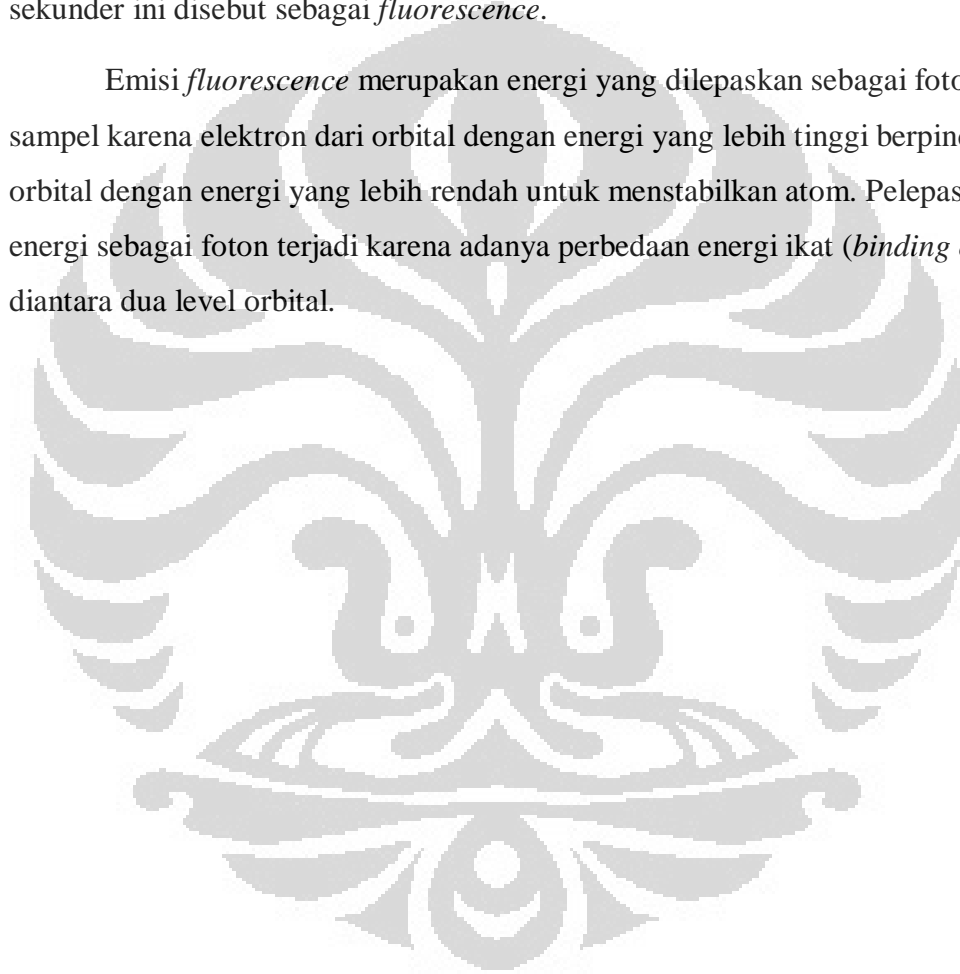 sekunder ini disebut sebagai fluorescence.
Emisi fluorescence merupakan energi yang dilepaskan sebagai foto
sampel karena elektron dari orbital dengan energi yang lebih tinggi berpin
orbital dengan energi yang lebih rendah untuk menstabilkan atom. Pelepas
energi sebagai foton terjadi karena adanya perbedaan energi ikat (binding
diantara dua level orbital.